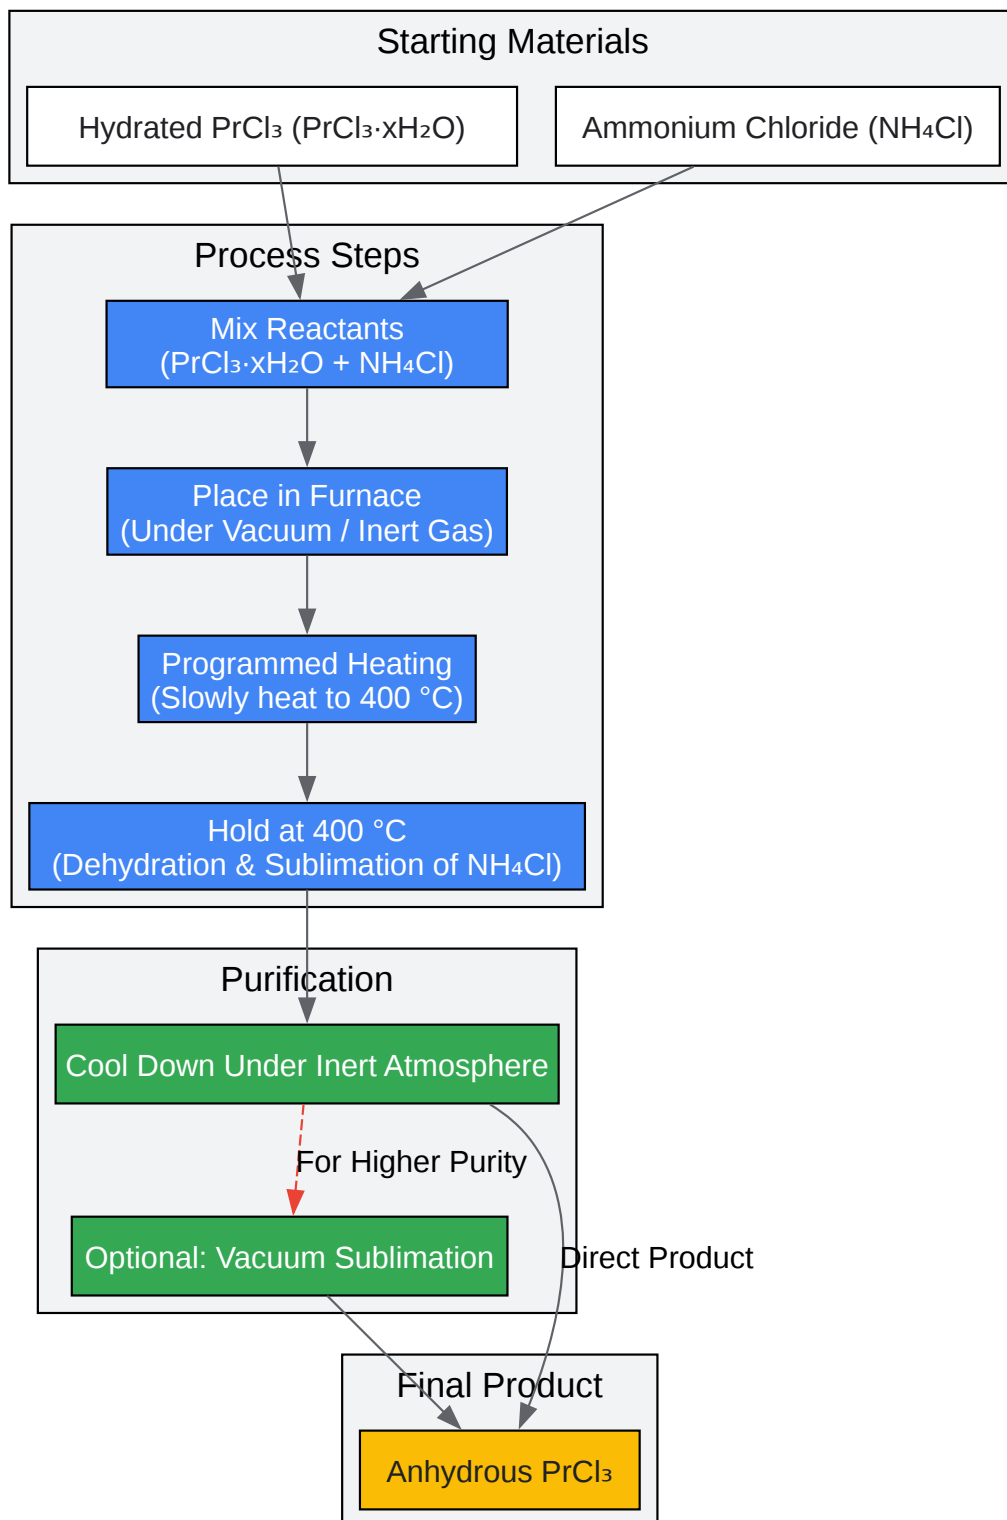 Starting Materials
Hydrated PrCl₃ (PrCl₃·xH₂O)
Ammonium Chloride (NH₄Cl)
Process Steps
Mix Reactants
(PrCl₃·xH₂O + NH₄Cl)
Place in Furnace
(Under Vacuum / Inert Gas)
Programmed Heating
(Slowly heat to 400 °C)
Hold at 400 °C
(Dehydration & Sublimation of NH₄Cl)
Purification
Cool Down Under Inert Atmosphere
For Higher Purity
Optional: Vacuum Sublimation
Direct Product
Final Product
Anhydrous PrCl₃